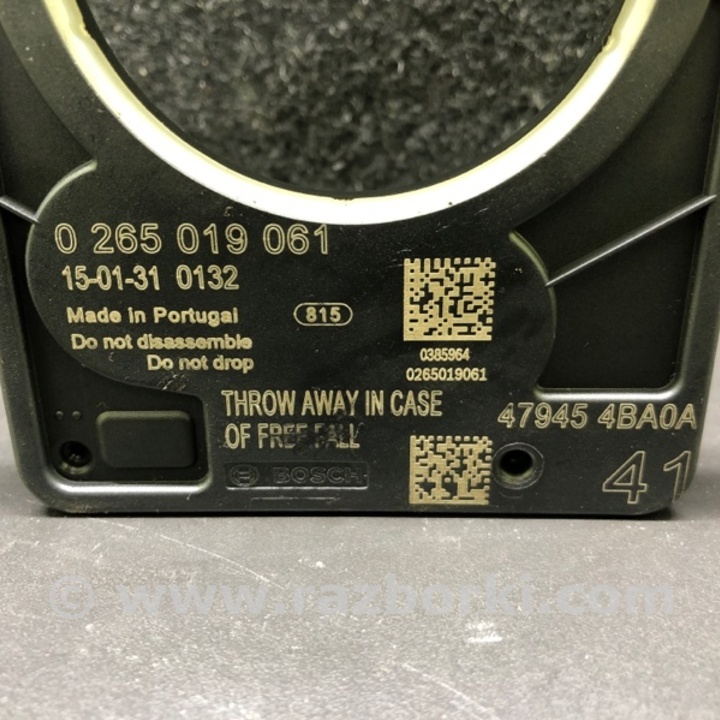 0 265 019 061
15-01-31 0132
Made in Portugal
815
Do not disassemble
Do not drop
0385964
0265019061
THROW AWAY IN CASE
OF FREE FALL
BOSCH
47945 4BA0A
41
© www.razborki.com